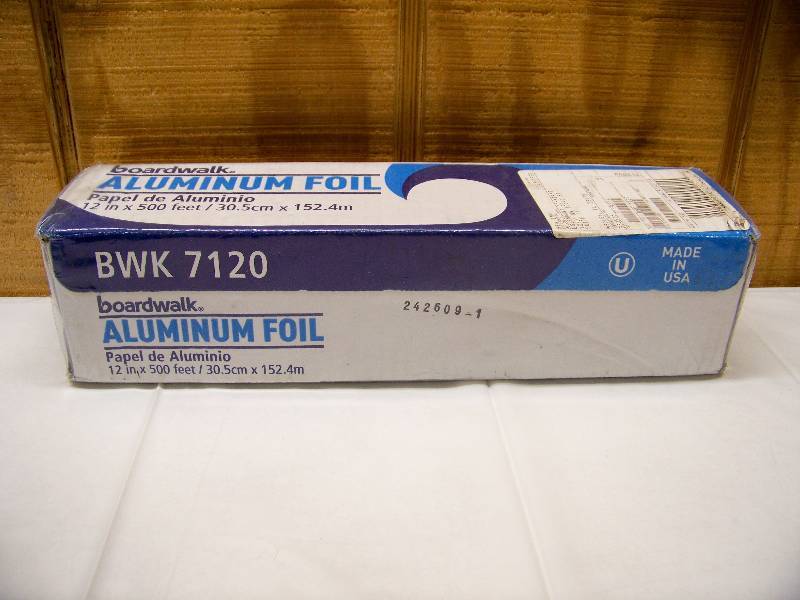 boardwalk®
ALUMINUM FOIL
Papel de Aluminio
12 in x 500 feet / 30.5cm x 152.4m
BWK 7120
U
MADE
IN
USA
boardwalk®
ALUMINUM FOIL
242609-1
Papel de Aluminio
12 in x 500 feet / 30.5cm x 152.4m